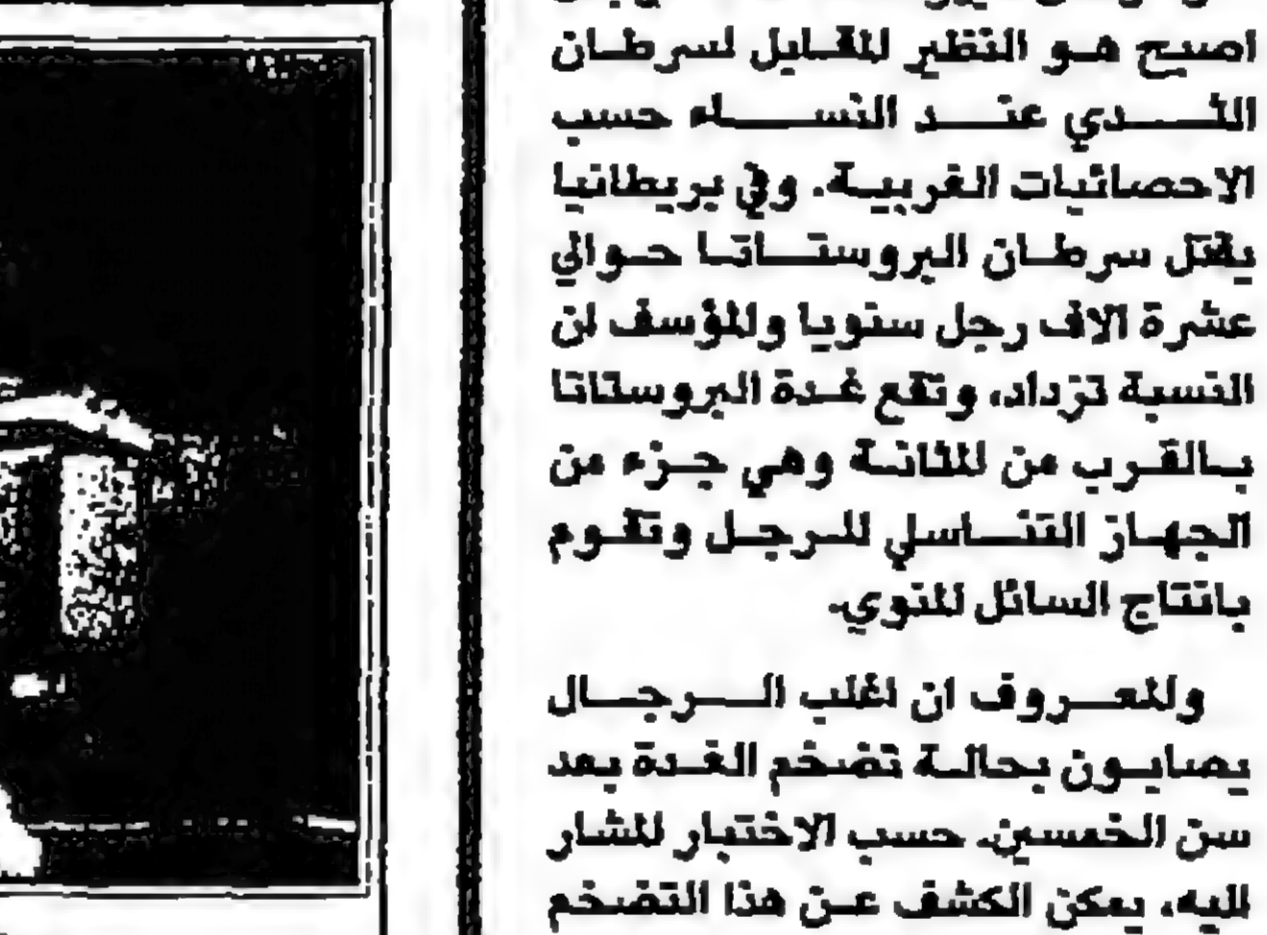 اصبح هو النظير المقابل لسرطان
الثدي عند النساء حسب
الاحصائيات الغربية. وفي بريطانيا
يقتل سرطان البروستاتا حوالي
عشرة الاف رجل سنويا والمؤسف ان
النسبة تزداد، وتقع غدة البروستاتا
بالقرب من المثانة وهي جزء من
الجهاز التناسلي للرجل وتقوم
بانتاج السائل المنوي.
والمعروف ان اغلب الرجال
يصابون بحالة تضخم الغدة بعد
سن الخمسين. حسب الاختبار المشار
اليه، يمكن الكشف عن هذا التضخم